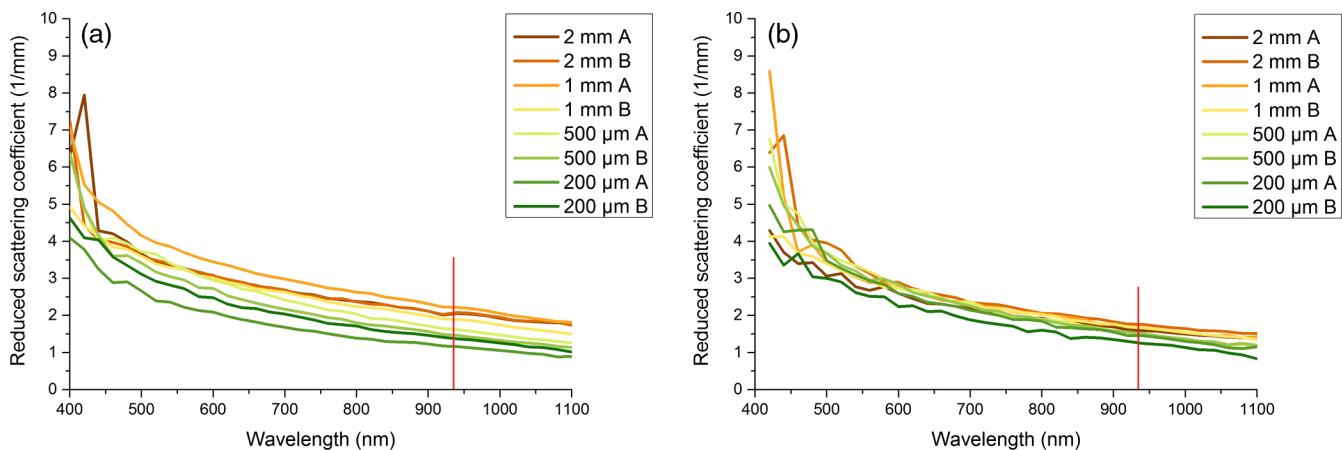 (a)
Reduced scattering coefficient (1/mm)
10
9
8
7
6
5
4
3
2
1
0
400 500 600 700 800 900 1000 1100
Wavelength (nm)
2 mm A
2 mm B
1 mm A
1 mm B
500 µm A
500 µm B
200 µm A
200 µm B
(b)
Reduced scattering coefficient (1/mm)
10
9
8
7
6
5
4
3
2
1
0
400 500 600 700 800 900 1000 1100
Wavelength (nm)
2 mm A
2 mm B
1 mm A
1 mm B
500 µm A
500 µm B
200 µm A
200 µm B